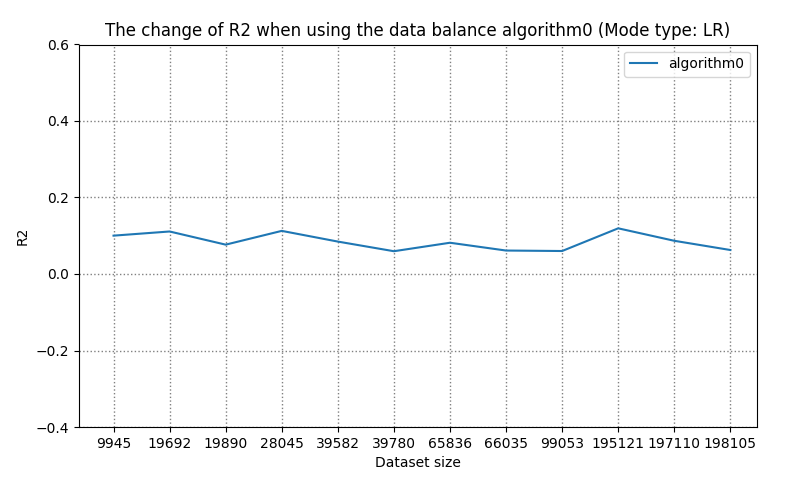 The change of R2 when using the data balance algorithm0 (Mode type: LR)
algorithm0
R2
0.6
0.4
0.2
0.0
−0.2
−0.4
9945 19692 19890 28045 39582 39780 65836 66035 99053 195121 197110 198105
Dataset size